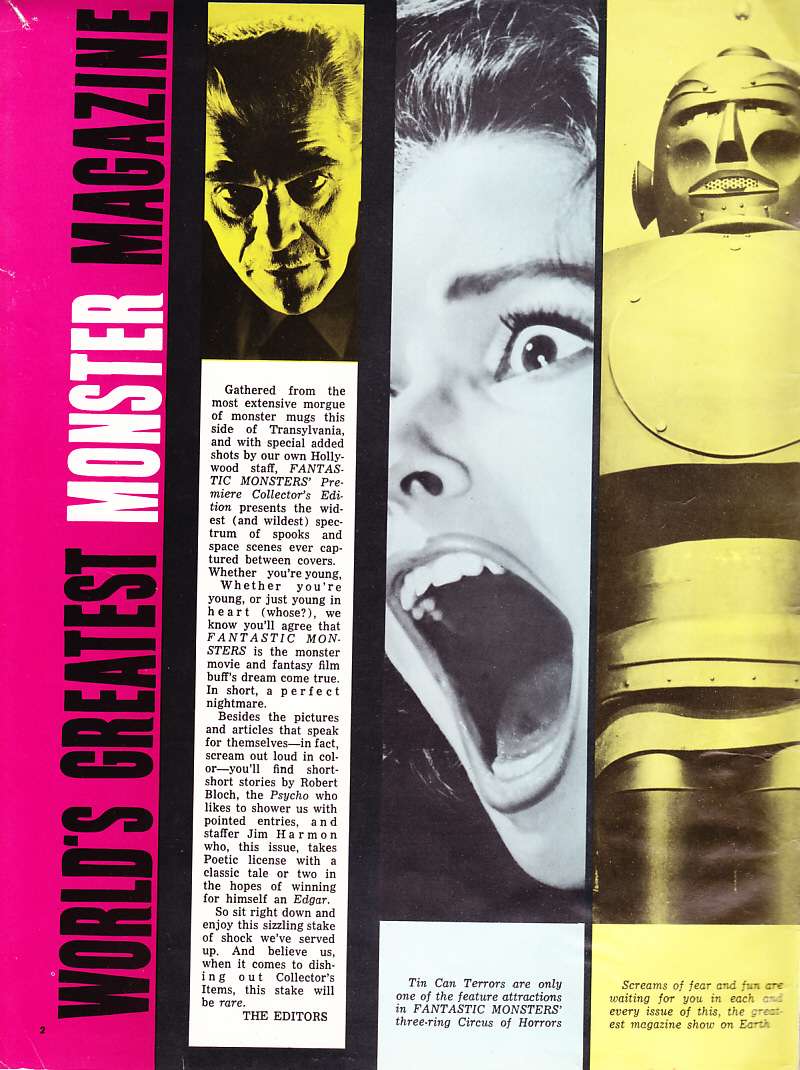 WORLD'S GREATEST MONSTER MAGAZINE
Gathered from the
most extensive morgue
of monster mugs this
side of Transylvania,
and with special added
shots by our own Holly-
wood staff, FANTAS-
TIC MONSTERS' Pre-
miere Collector's Edi-
tion presents the wid-
est (and wildest) spec-
trum of spooks and
space scenes ever cap-
tured between covers.
Whether you're young,
Whether you're
young, or just young in
heart (whose?), we
know you'll agree that
FANTASTIC MON-
STERS is the monster
movie and fantasy film
buff's dream come true.
In short, a perfect
nightmare.
Besides the pictures
and articles that speak
for themselves—in fact,
scream out loud in col-
or—you'll find short-
short stories by Robert
Bloch, the Psycho who
likes to shower us with
pointed entries, and
staffer Jim Harmon
who, this issue, takes
Poetic license with a
classic tale or two in
the hopes of winning
for himself an Edgar.
So sit right down and
enjoy this sizzling stake
of shock we've served
up. And believe us,
when it comes to dish-
ing out Collector's
Items, this stake will
be rare.
THE EDITORS
Tin Can Terrors are only
one of the feature attractions
in FANTASTIC MONSTERS'
three-ring Circus of Horrors
Screams of fear and fun are
waiting for you in each and
every issue of this, the great-
est magazine show on Earth
2